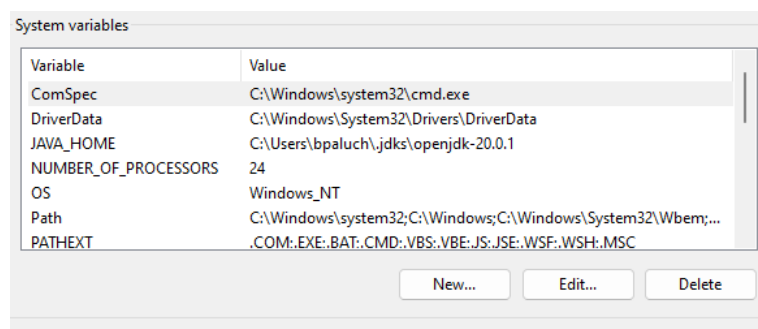 System variables
Variable Value
ComSpec C:\Windows\system32\cmd.exe
DriverData C:\Windows\System32\Drivers\DriverData
JAVA_HOME C:\Users\bpaluch\.jdks\openjdk-20.0.1
NUMBER_OF_PROCESSORS 24
OS Windows_NT
Path C:\Windows\system32;C:\Windows;C:\Windows\System32\Wbem;...
PATHEXT .COM;.EXE;.BAT;.CMD;.VBS;.VBE;.JS;.JSE;.WSF;.WSH;.MSC
New... Edit... Delete